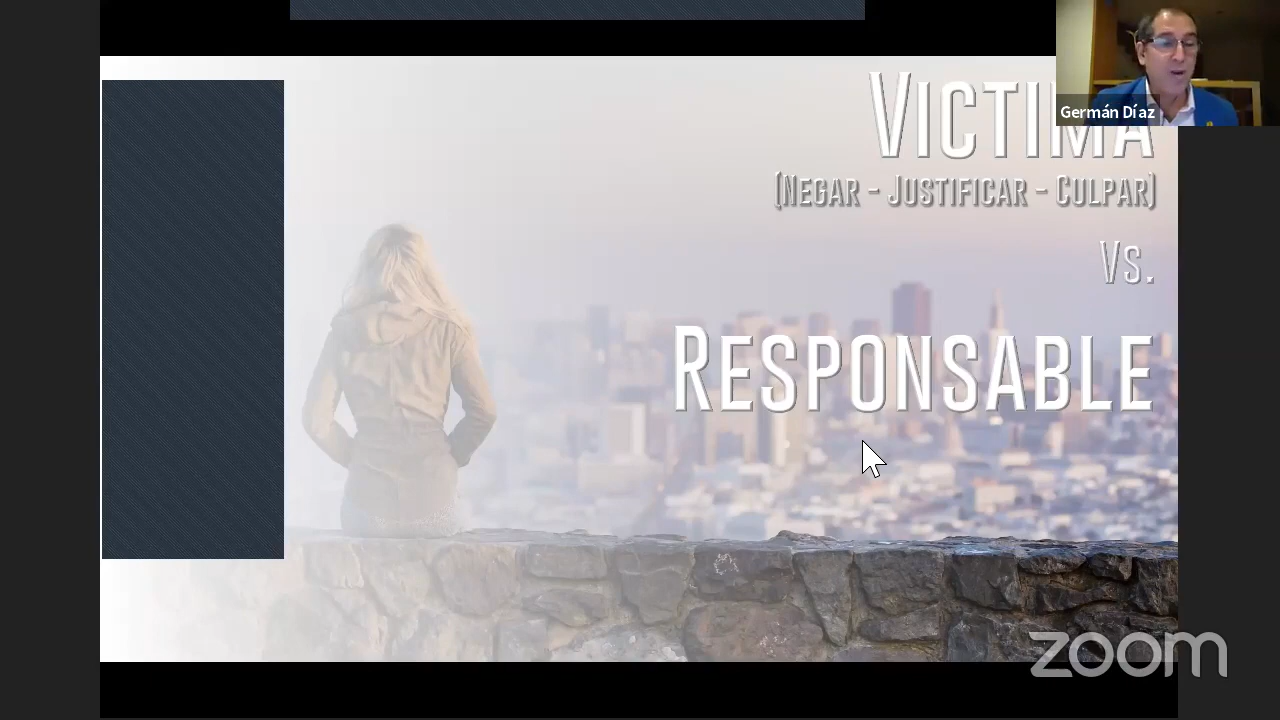 VICTIMA
(NEGAR - JUSTIFICAR - CULPAR)
VS.
RESPONSABLE
Germán Díaz
zoom